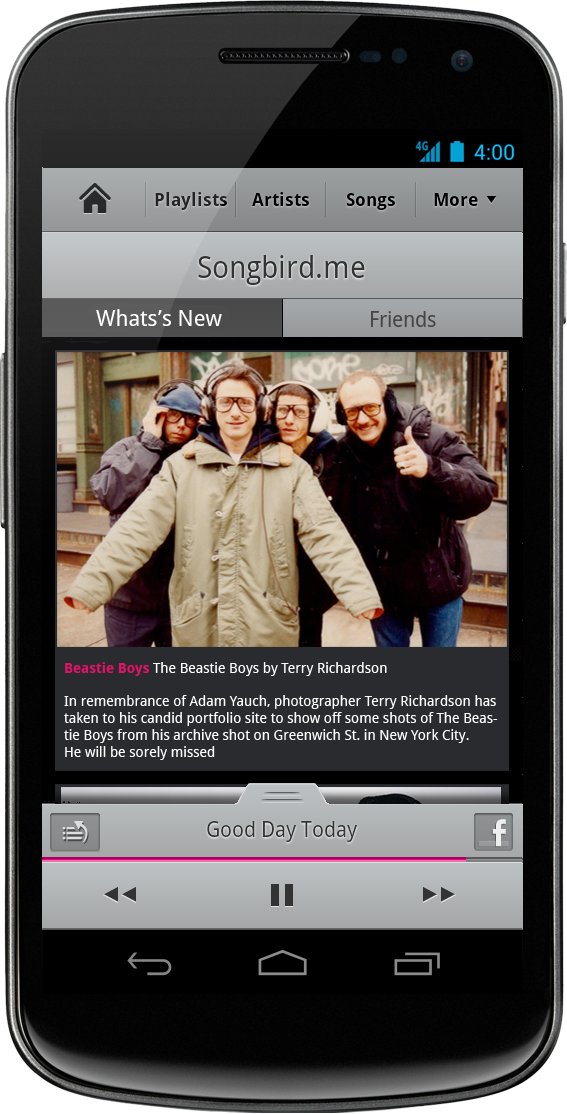 4G 4:00
Playlists Artists Songs More
Songbird.me
Whats’s New Friends
Beastie Boys The Beastie Boys by Terry Richardson
In remembrance of Adam Yauch, photographer Terry Richardson has
taken to his candid portfolio site to show off some shots of The Beas-
tie Boys from his archive shot on Greenwich St. in New York City.
He will be sorely missed
Good Day Today
f